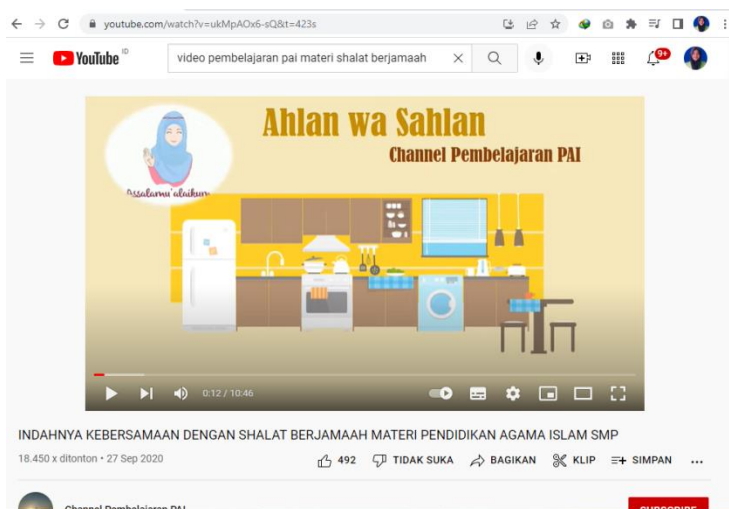 youtube.com/watch?v=ukMpAOx6-sQ&t=423s
YouTube ID
video pembelajaran pai materi shalat berjamaah
9+
Ahlan wa Sahlan
Channel Pembelajaran PAI
Assalamu'alaikum
0:12 / 10:46
INDAHNYA KEBERSAMAAN DENGAN SHALAT BERJAMAAH MATERI PENDIDIKAN AGAMA ISLAM SMP
18.450 x ditonton • 27 Sep 2020
492 TIDAK SUKA BAGIKAN KLIP SIMPAN
Channel Pembelajaran PAI
SUBSCRIBE